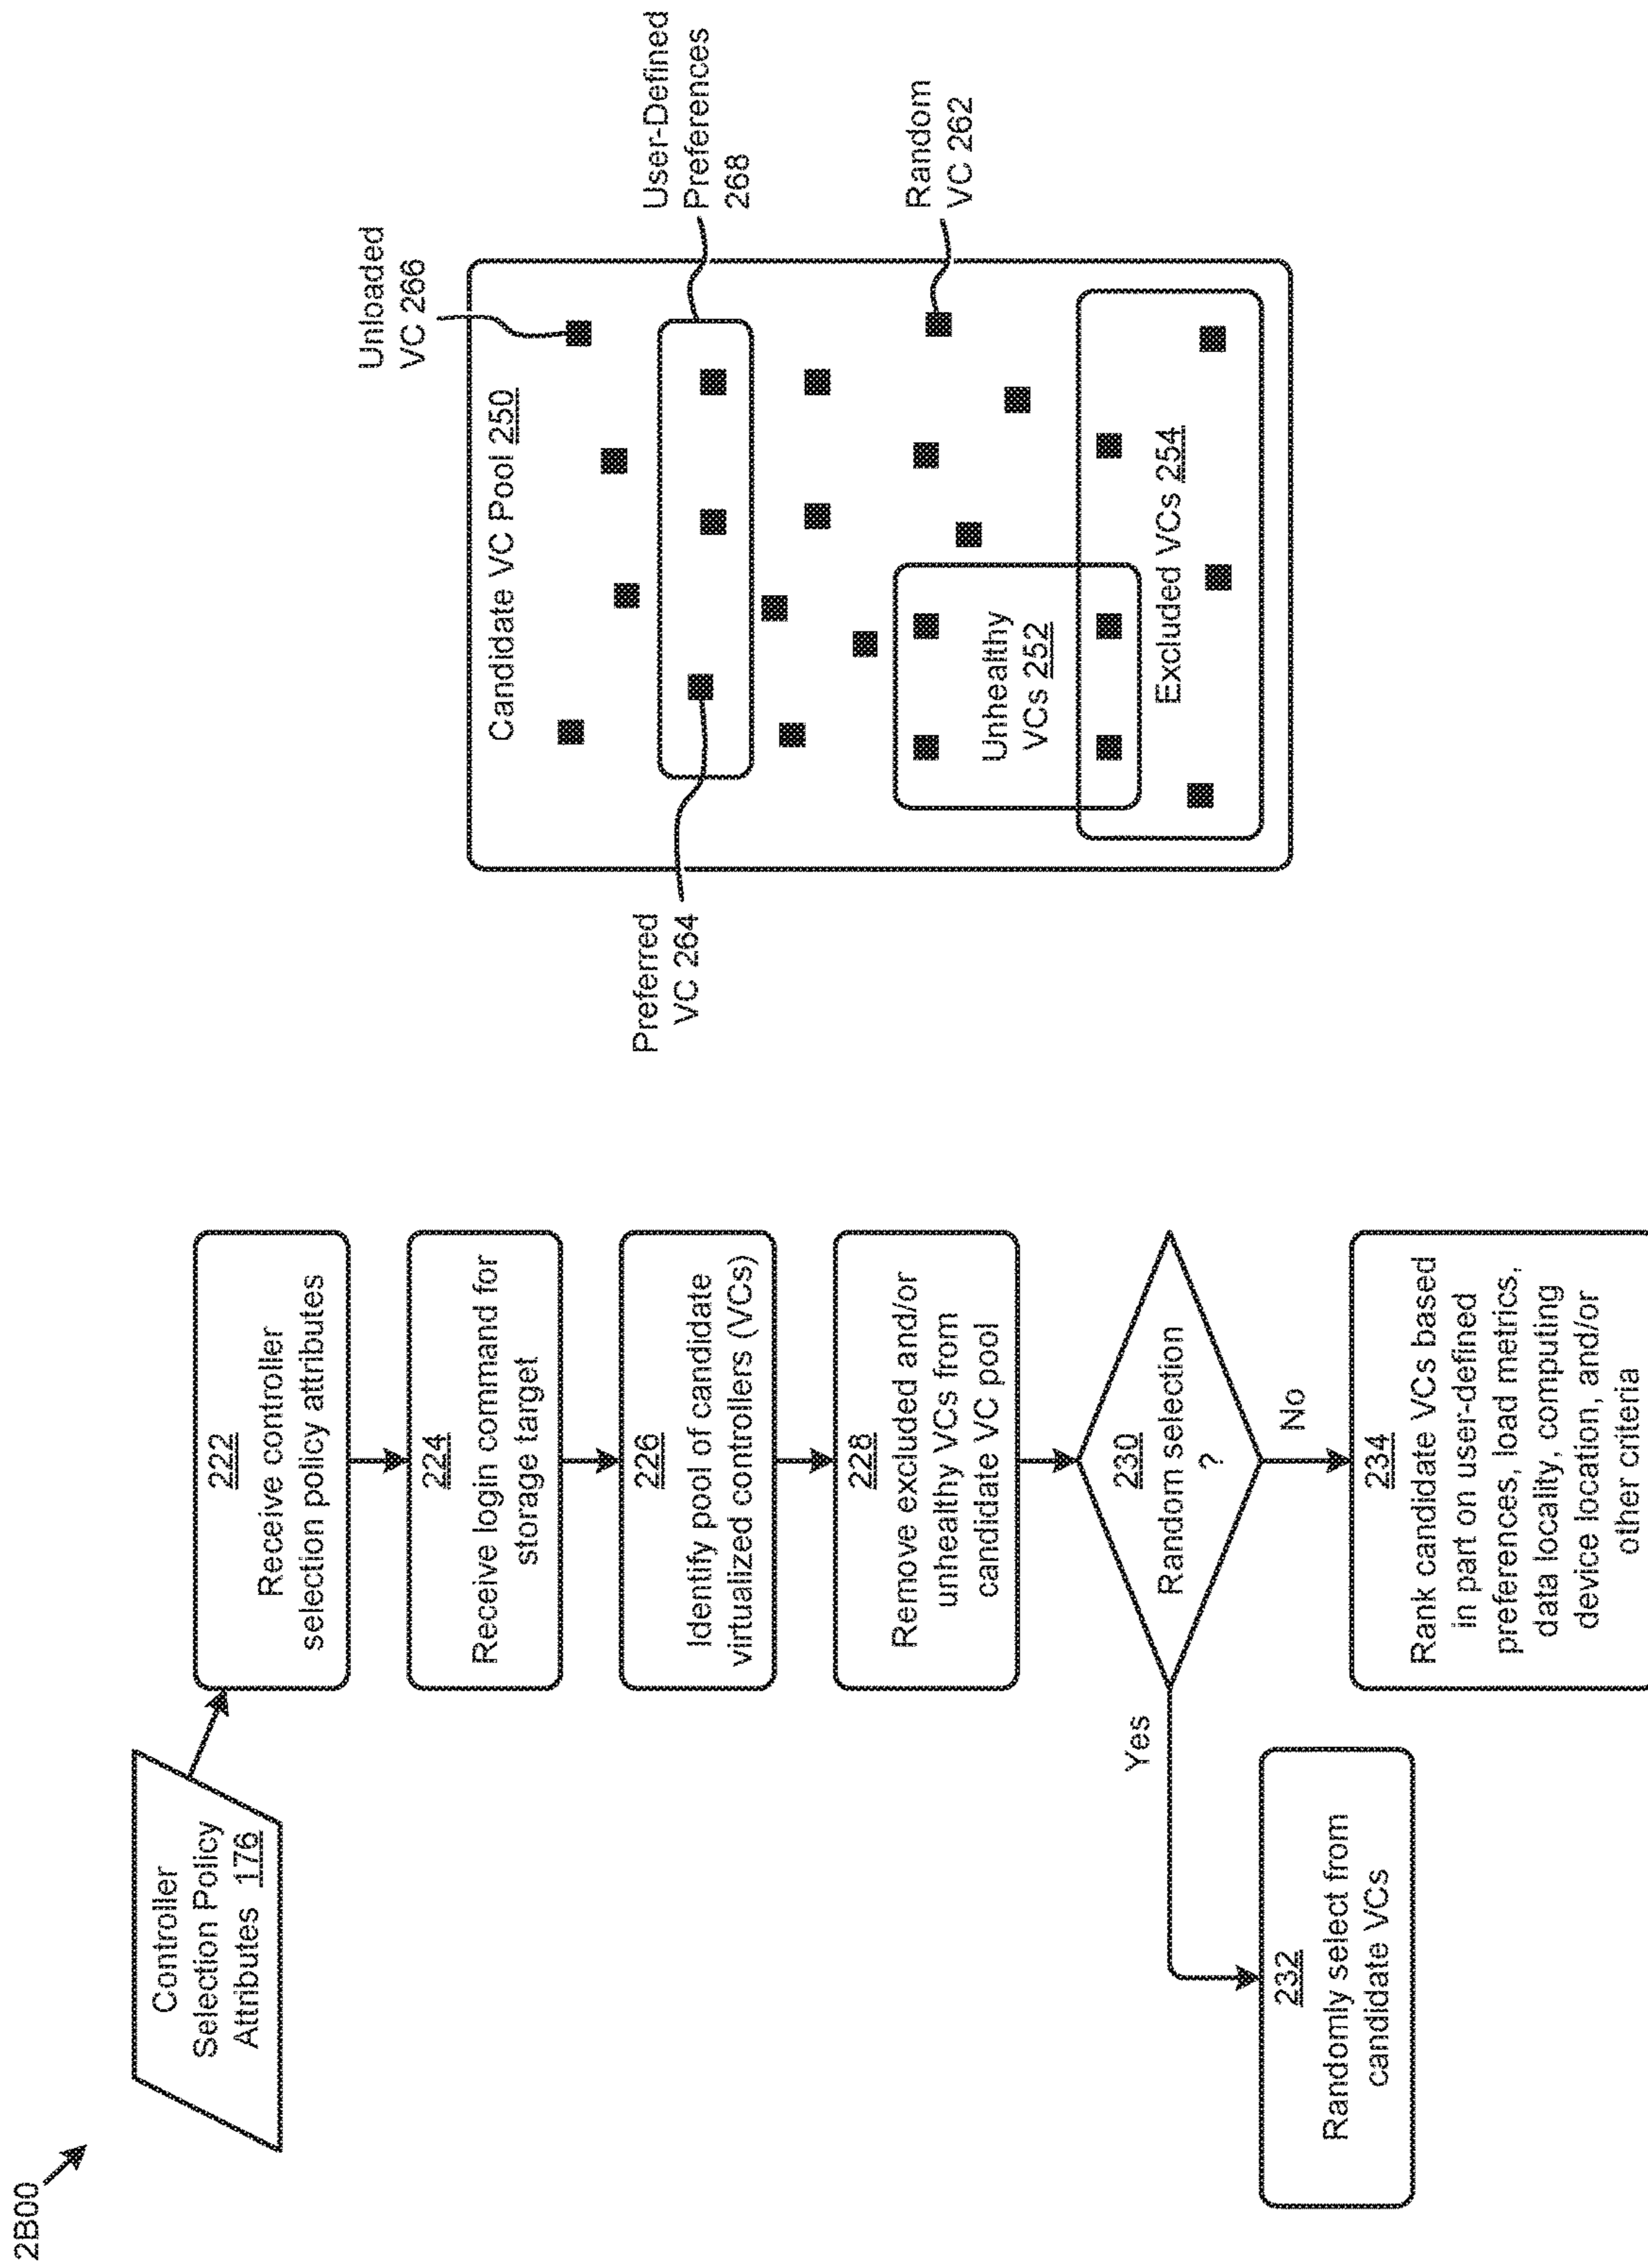 2B00
Controller
Selection Policy
Attributes 176
222
Receive controller
selection policy attributes
224
Receive login command for
storage target
226
Identify pool of candidate
virtualized controllers (VCs)
228
Remove excluded and/or
unhealthy VCs from
candidate VC pool
230
Random selection
?
Yes
No
232
Randomly select from
candidate VCs
234
Rank candidate VCs based
in part on user-defined
preferences, load metrics,
data locality, computing
device location, and/or
other criteria
Unloaded
VC 266
Candidate VC Pool 250
User-Defined
Preferences
268
Preferred
VC 264
Random
VC 262
Unhealthy
VCs 252
Excluded VCs 254